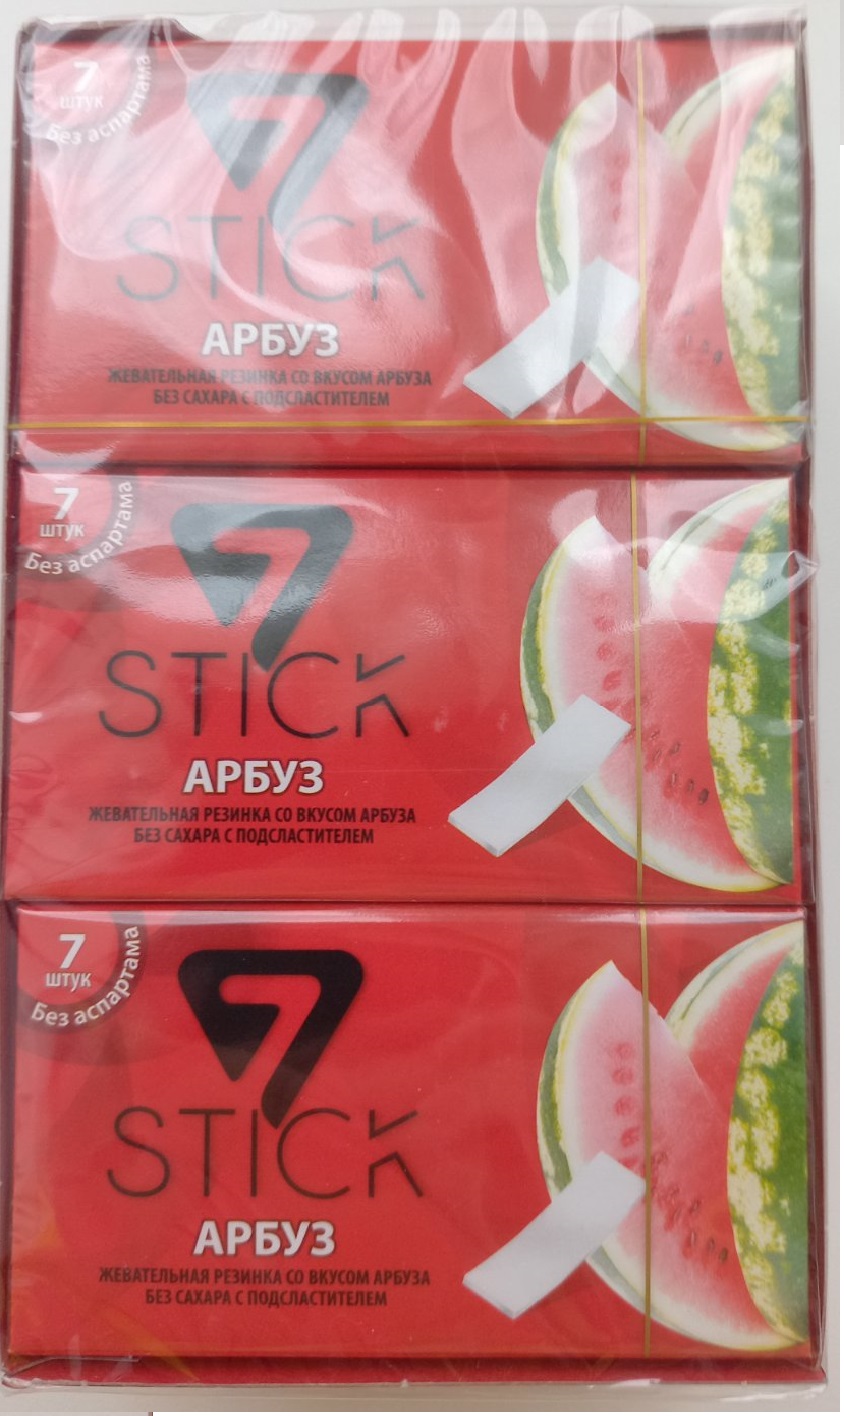 7
штук
Без аспартама
7
STICK
АРБУЗ
ЖЕВАТЕЛЬНАЯ РЕЗИНКА СО ВКУСОМ АРБУЗА
БЕЗ САХАРА С ПОДСЛАСТИТЕЛЕМ
7
штук
Без аспартама
7
STICK
АРБУЗ
ЖЕВАТЕЛЬНАЯ РЕЗИНКА СО ВКУСОМ АРБУЗА
БЕЗ САХАРА С ПОДСЛАСТИТЕЛЕМ
7
штук
Без аспартама
7
STICK
АРБУЗ
ЖЕВАТЕЛЬНАЯ РЕЗИНКА СО ВКУСОМ АРБУЗА
БЕЗ САХАРА С ПОДСЛАСТИТЕЛЕМ